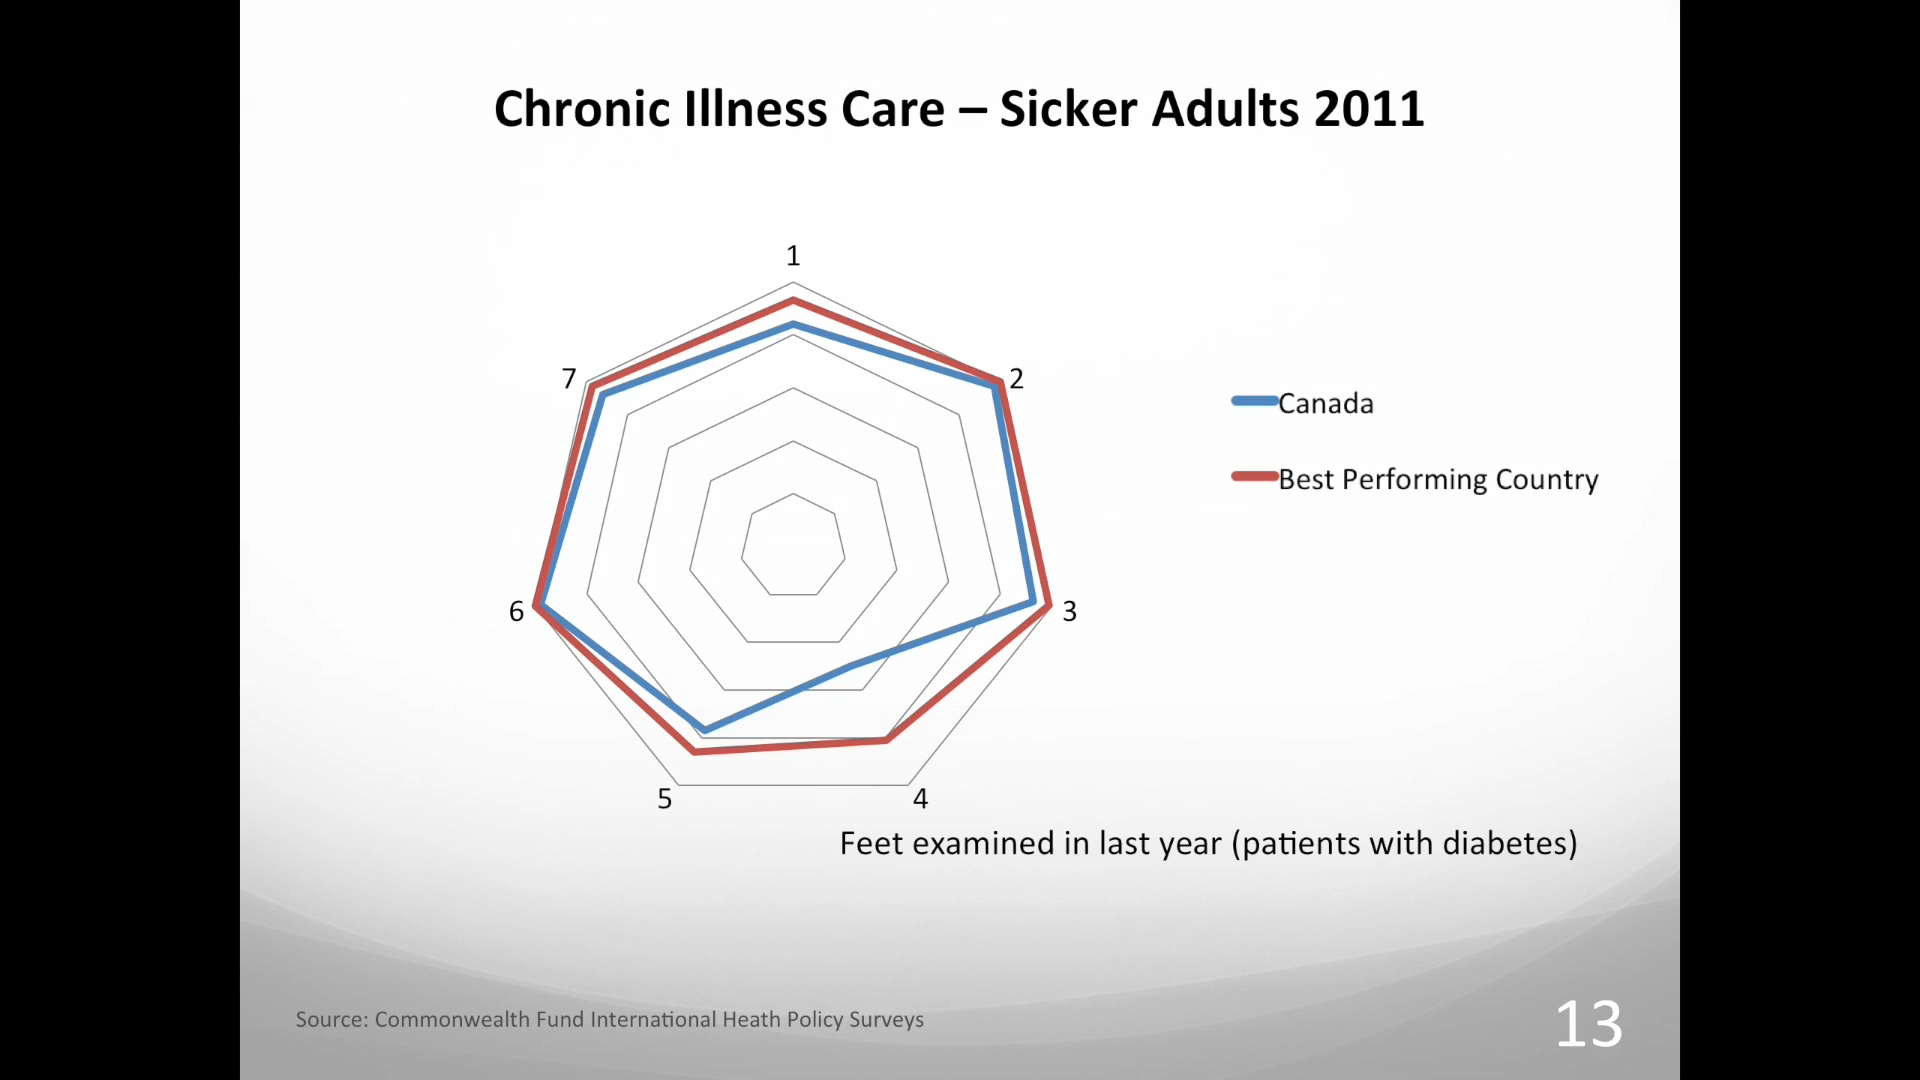 Chronic Illness Care – Sicker Adults 2011
1
2
3
4
5
6
7
Canada
Best Performing Country
Feet examined in last year (patients with diabetes)
Source: Commonwealth Fund International Heath Policy Surveys
13